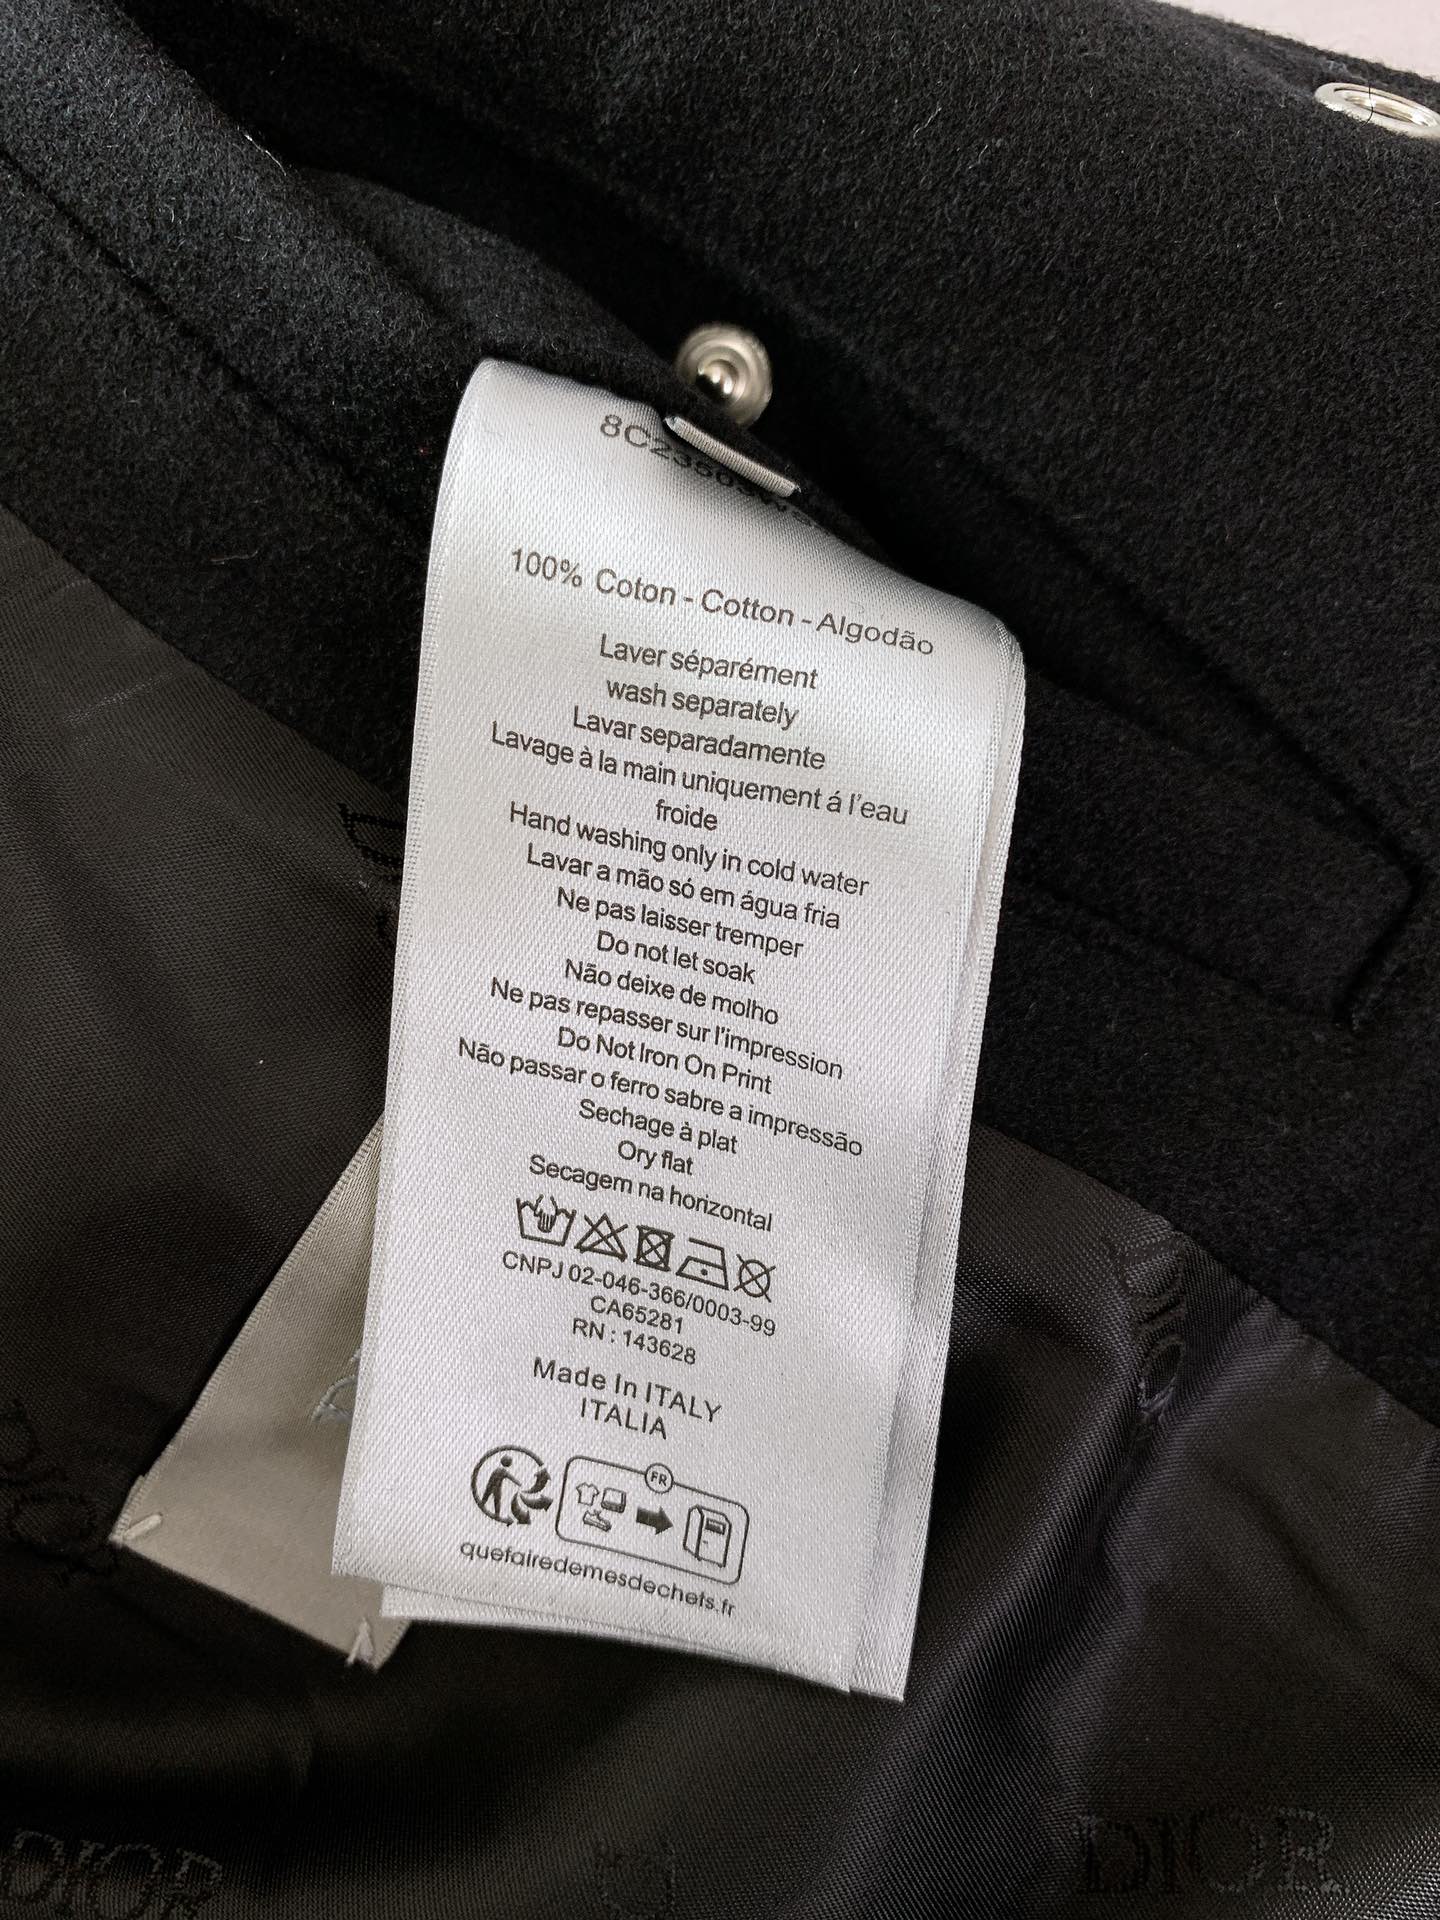 100% Coton - Cotton - Algodão
Laver séparément
wash separately
Lavar separadamente
Lavage à la main uniquement á l'eau
froide
Hand washing only in cold water
Lavar a mão só em água fria
Ne pas laisser tremper
Do not let soak
Não deixe de molho
Ne pas repasser sur l'impression
Do Not Iron On Print
Não passar o ferro sabre a impressão
Sechage à plat
Ory flat
Secagem na horizontal
CNPJ 02-046-366/0003-99
CA65281
RN : 143628
Made In ITALY
ITALIA
FR
quefairedemesdechets.fr
DIOR
DIOR